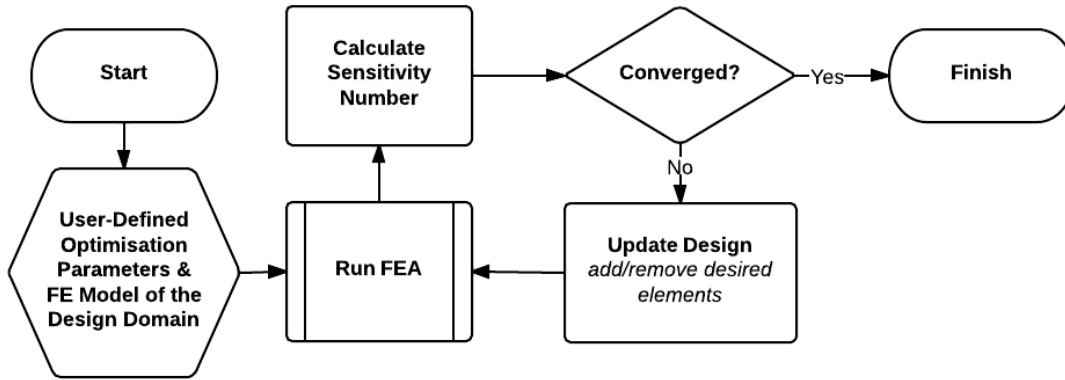 Start
User-Defined
Optimisation
Parameters &
FE Model of the
Design Domain
Run FEA
Calculate
Sensitivity
Number
Converged?
Yes
Finish
No
Update Design
add/remove desired
elements